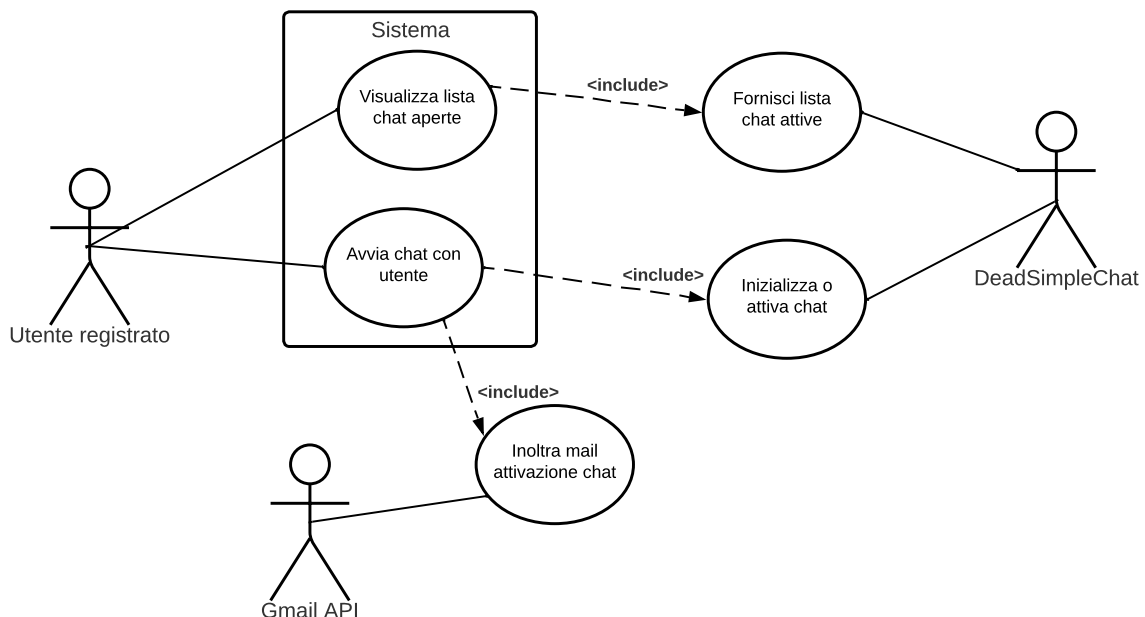 Sistema
Visualizza lista
chat aperte
<include>
Fornisci lista
chat attive
Avvia chat con
utente
<include>
Inizializza o
attiva chat
DeadSimpleChat
Utente registrato
<include>
Inoltra mail
attivazione chat
Gmail API